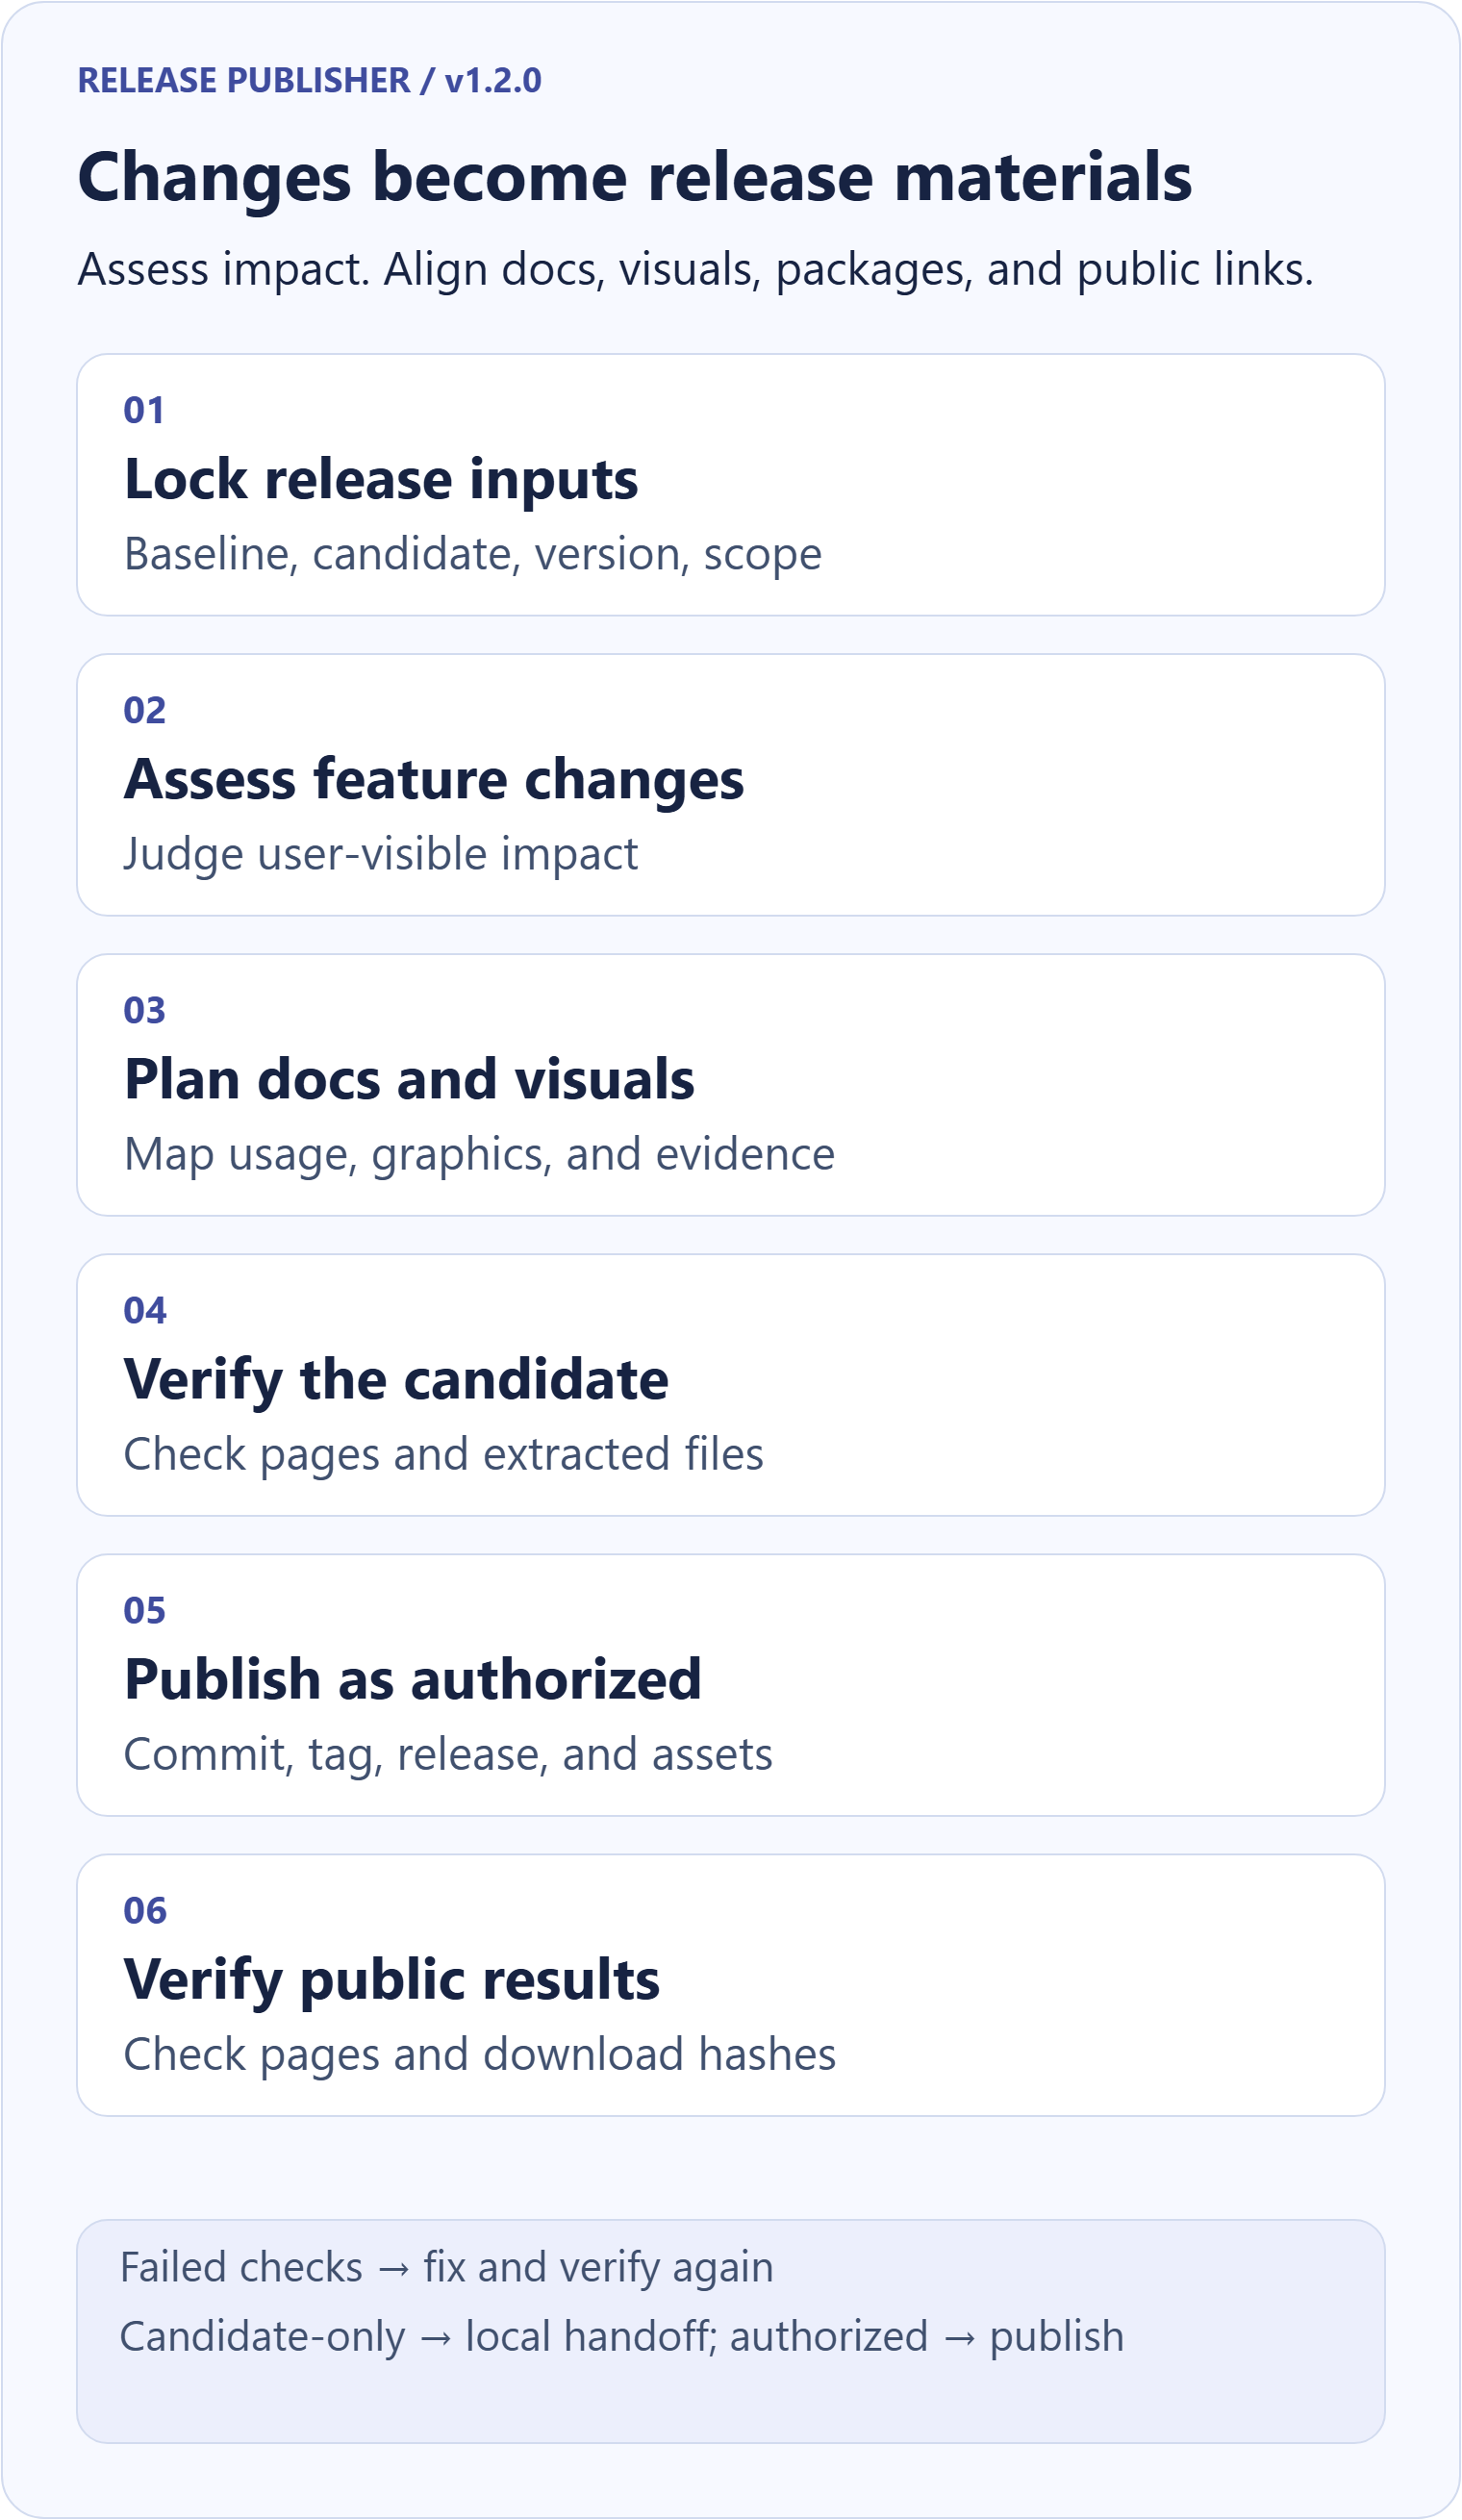 RELEASE PUBLISHER / v1.2.0
Changes become release materials
Assess impact. Align docs, visuals, packages, and public links.
01
Lock release inputs
Baseline, candidate, version, scope
02
Assess feature changes
Judge user-visible impact
03
Plan docs and visuals
Map usage, graphics, and evidence
04
Verify the candidate
Check pages and extracted files
05
Publish as authorized
Commit, tag, release, and assets
06
Verify public results
Check pages and download hashes
Failed checks → fix and verify again
Candidate-only → local handoff; authorized → publish